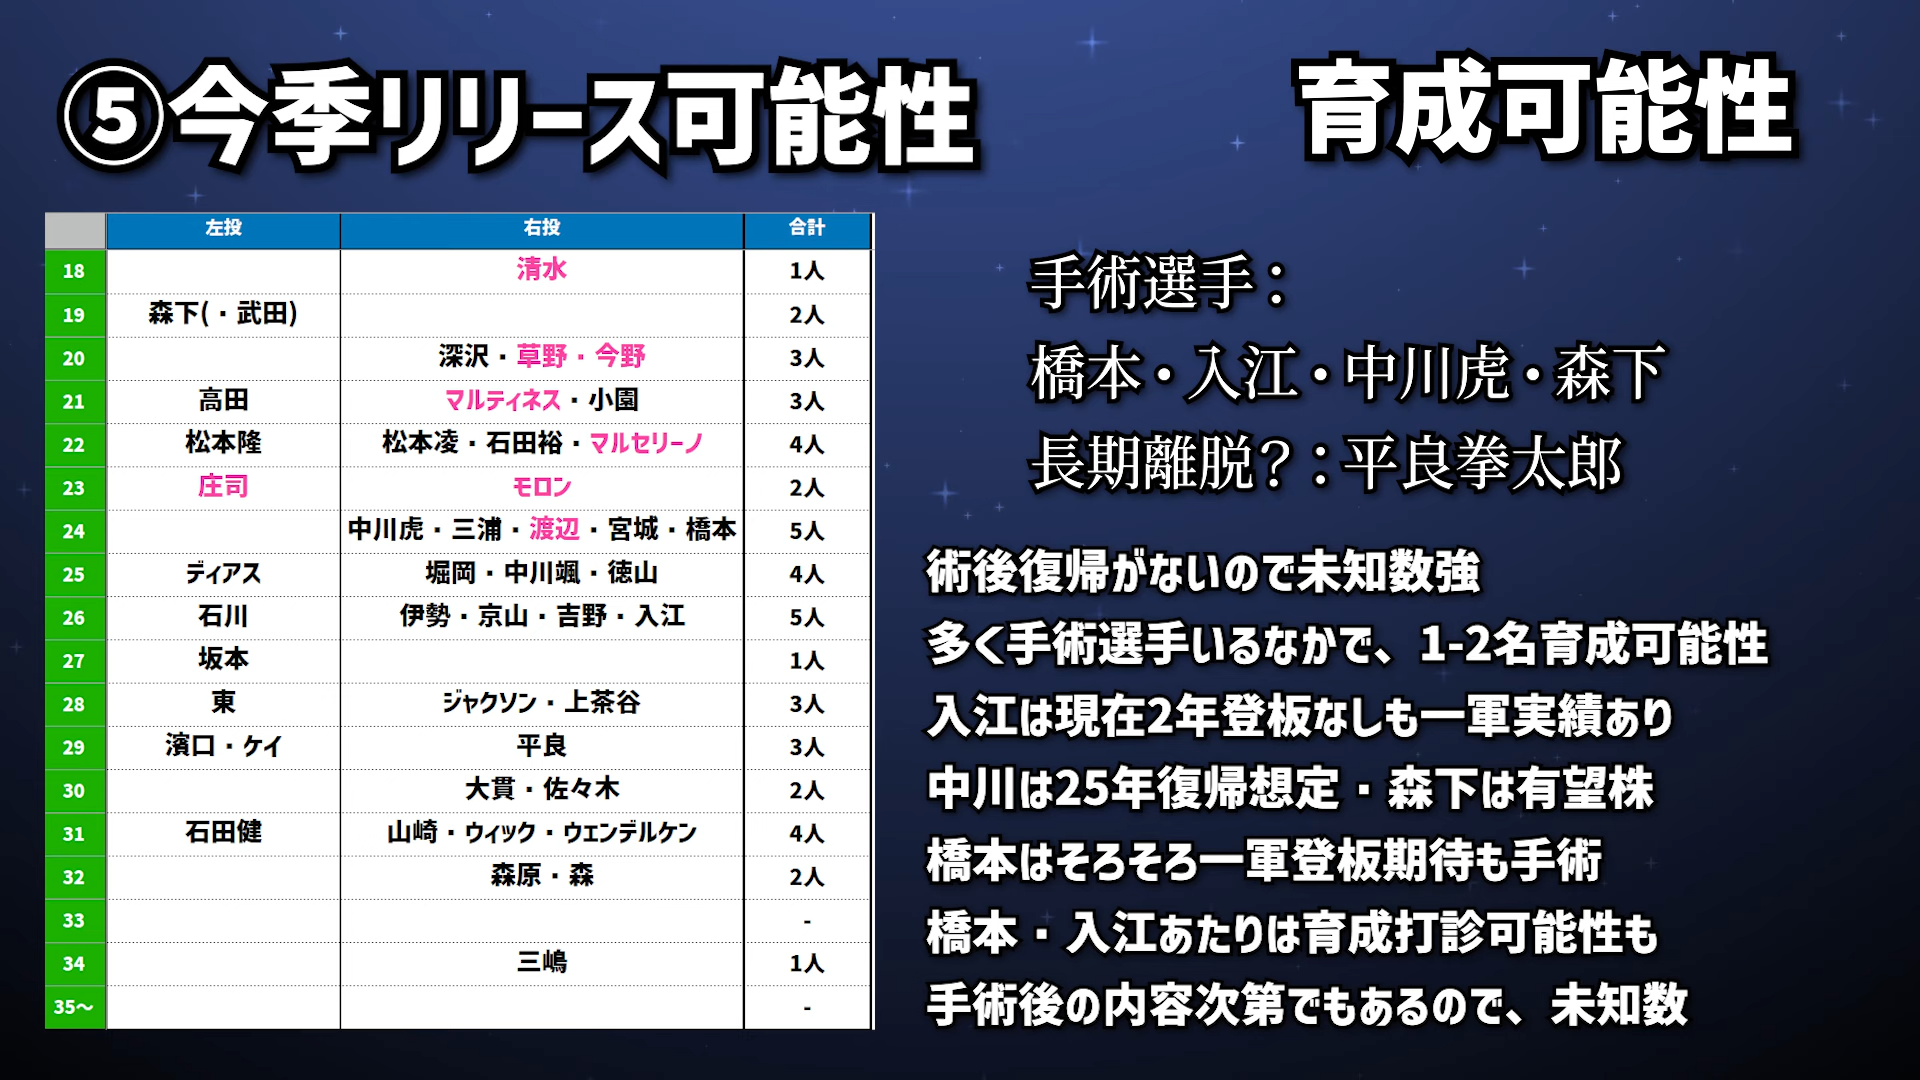 ⑤今季リリース可能性
育成可能性
左投 右投 合計
18 清水 1人
19 森下(・武田) 2人
20 深沢・草野・今野 3人
21 高田 マルティネス・小園 3人
22 松本隆 松本凌・石田裕・マルセリーノ 4人
23 庄司 モロン 2人
24 中川虎・三浦・渡辺・宮城・橋本 5人
25 ディアス 堀岡・中川颯・徳山 4人
26 石川 伊勢・京山・吉野・入江 5人
27 坂本 1人
28 東 ジャクソン・上茶谷 3人
29 濱口・ケイ 平良 3人
30 大貫・佐々木 2人
31 石田健 山崎・ウィック・ウェンデルケン 4人
32 森原・森 2人
33 -
34 三嶋 1人
35～ -
手術選手：
橋本・入江・中川虎・森下
長期離脱？：平良拳太郎
術後復帰がないので未知数強
多く手術選手いるなかで、1-2名育成可能性
入江は現在2年登板なしも一軍実績あり
中川は25年復帰想定・森下は有望株
橋本はそろそろ一軍登板期待も手術
橋本・入江あたりは育成打診可能性も
手術後の内容次第でもあるので、未知数